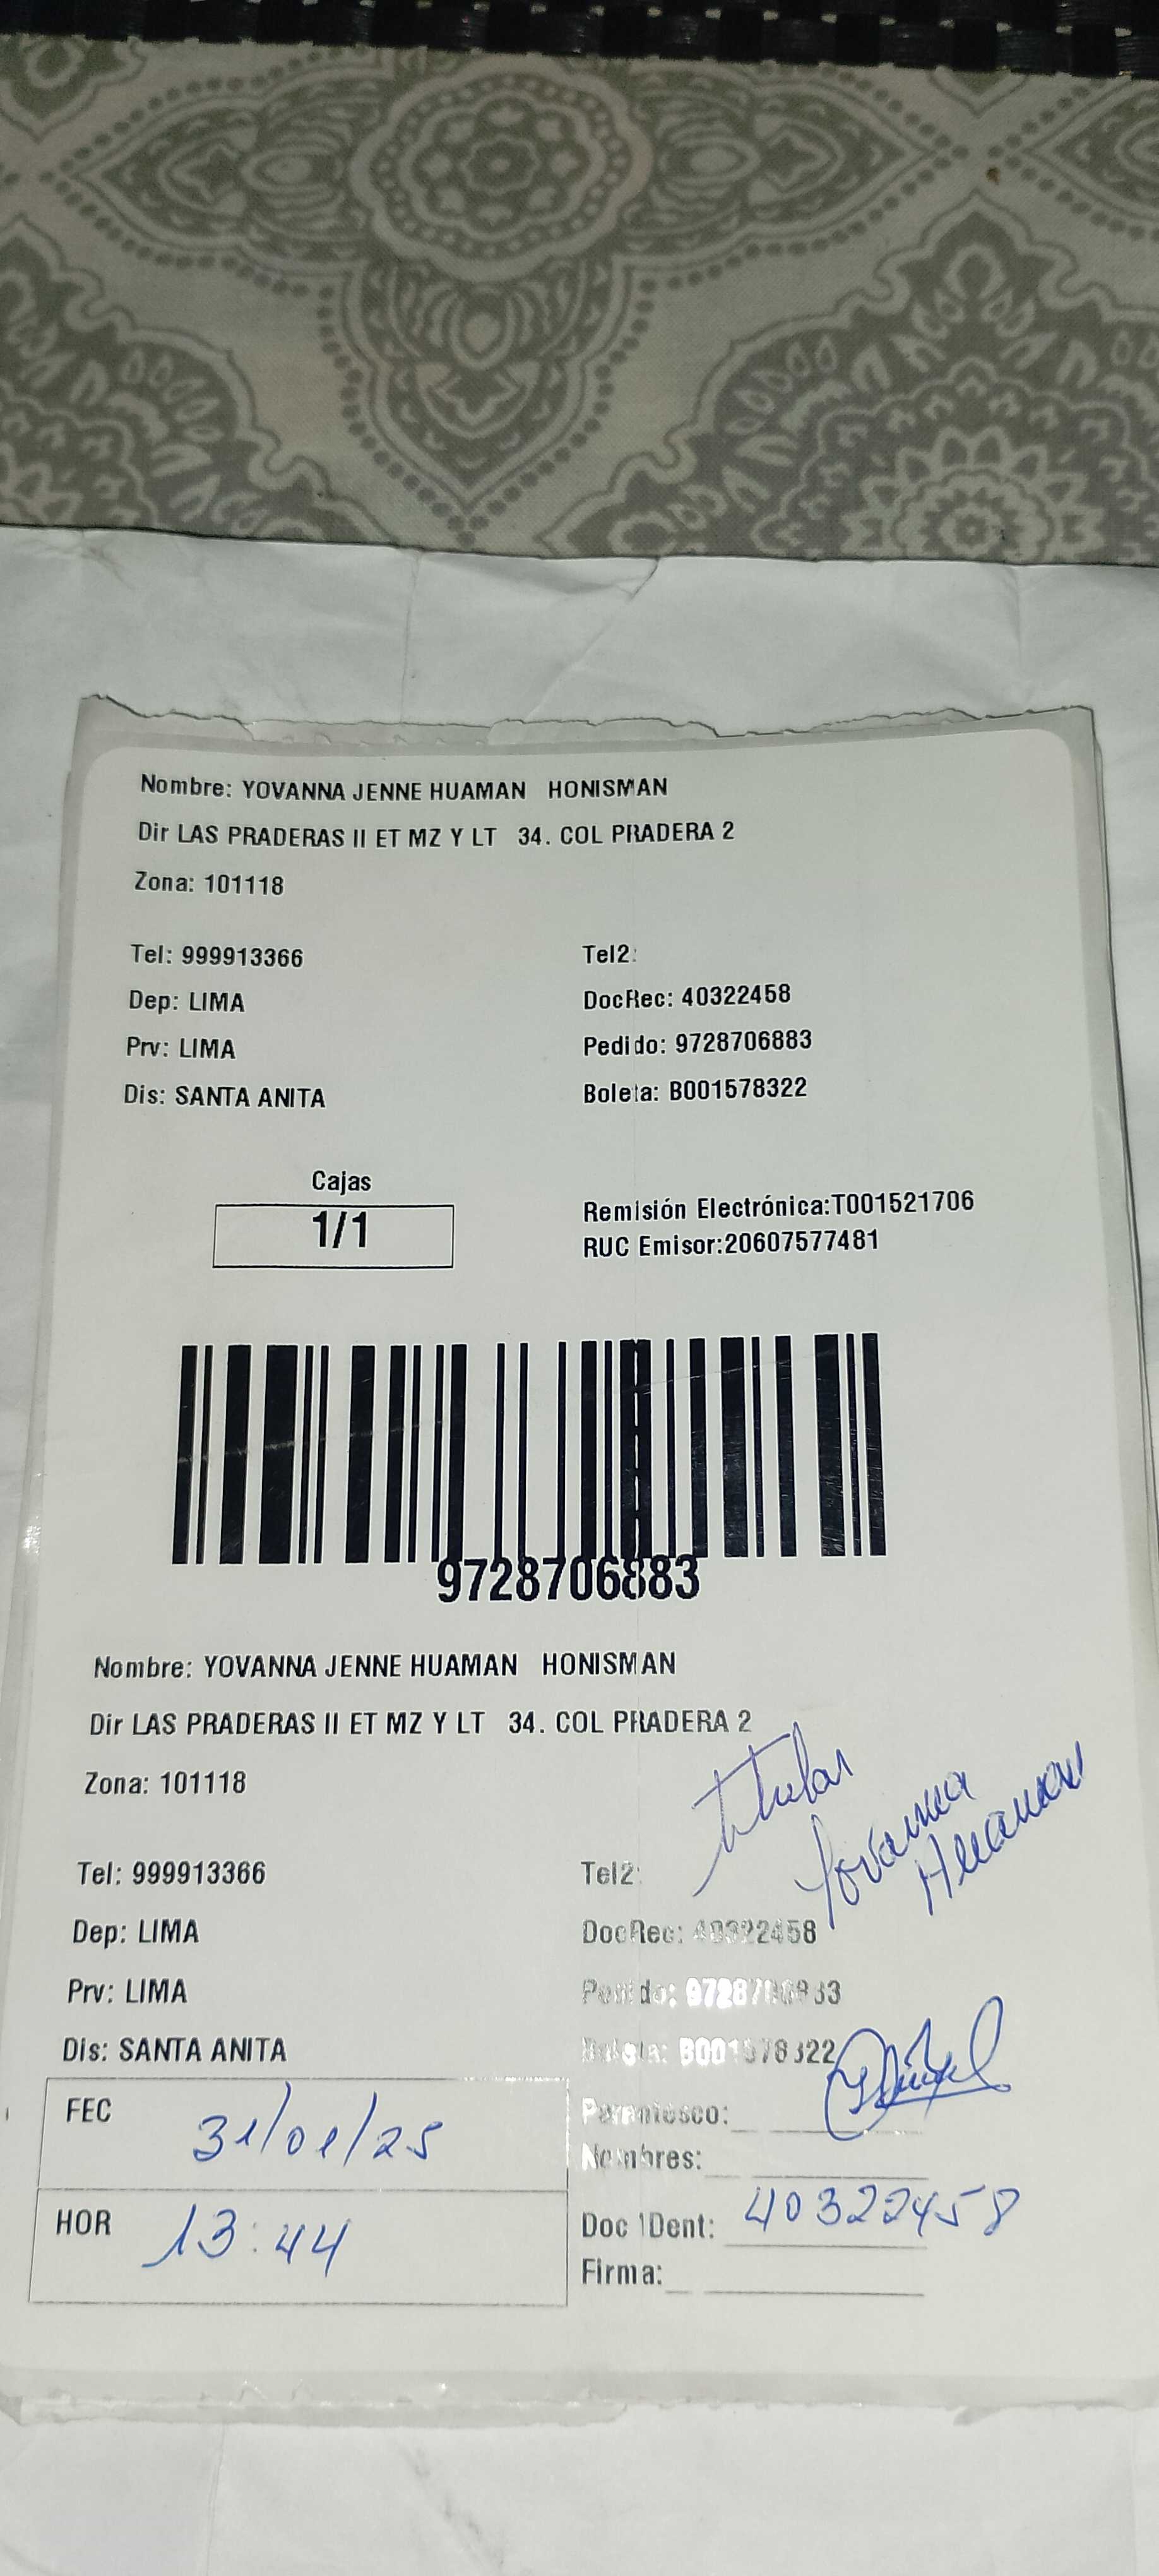 Nombre: YOVANNA JENNE HUAMAN HONISMAN
Dir LAS PRADERAS II ET MZ Y LT 34. COL PRADERA 2
Zona: 101118
Tel: 999913366 Tel2:
Dep: LIMA DocRec: 40322458
Prv: LIMA Pedido: 9728706883
Dis: SANTA ANITA Boleta: B001578322
Cajas
1/1
Remisión Electrónica:T001521706
RUC Emisor:20607577481
9728706883
Nombre: YOVANNA JENNE HUAMAN HONISMAN
Dir LAS PRADERAS II ET MZ Y LT 34. COL PRADERA 2
Zona: 101118
titular
Yovanna
Huaman
Tel: 999913366 Tel2:
Dep: LIMA DocRec: 40322458
Prv: LIMA Pedido: 9728706883
Dis: SANTA ANITA Boleta: B001578322
FEC 31/01/25
Parentesco:
Nombres:
HOR 13:44
Doc IDent: 40322458
Firma: